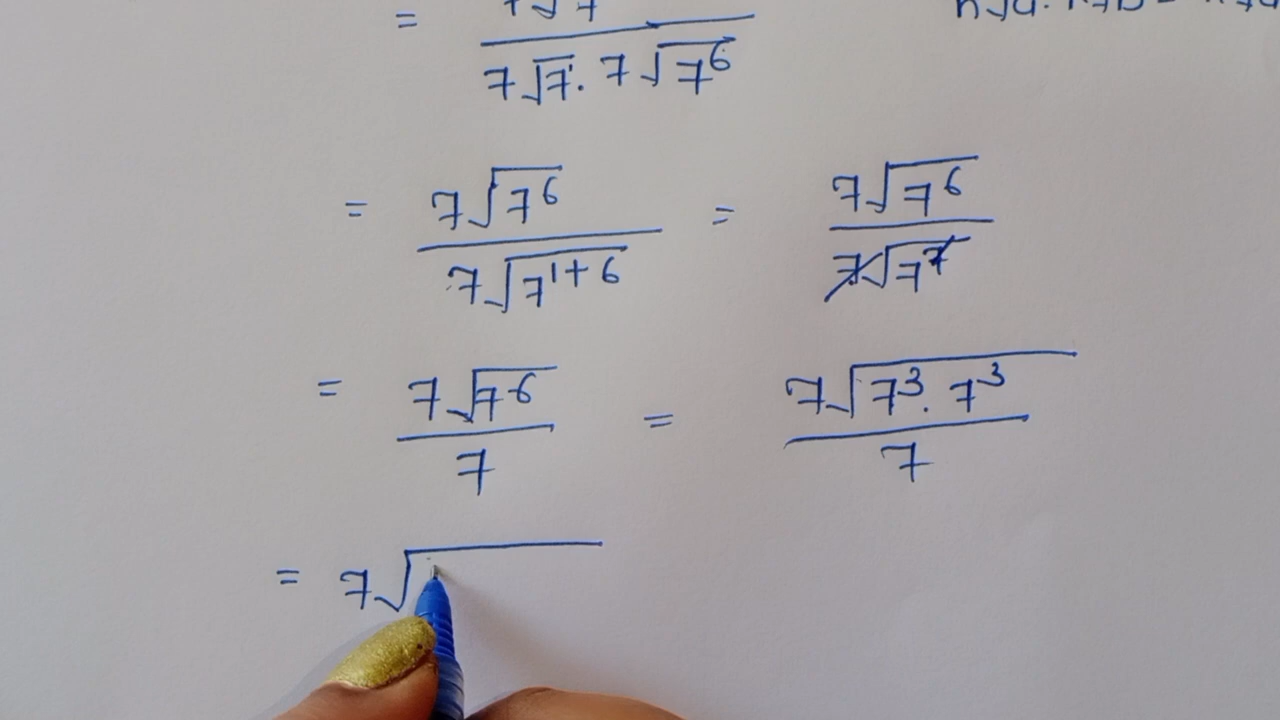 =
7√7¹ · 7√7⁶
= 7√7⁶ / 7√7¹⁺⁶ = 7√7⁶ / 7√7⁷
= 7√7⁶ / 7 = 7√7³ · 7³ / 7
= 7√